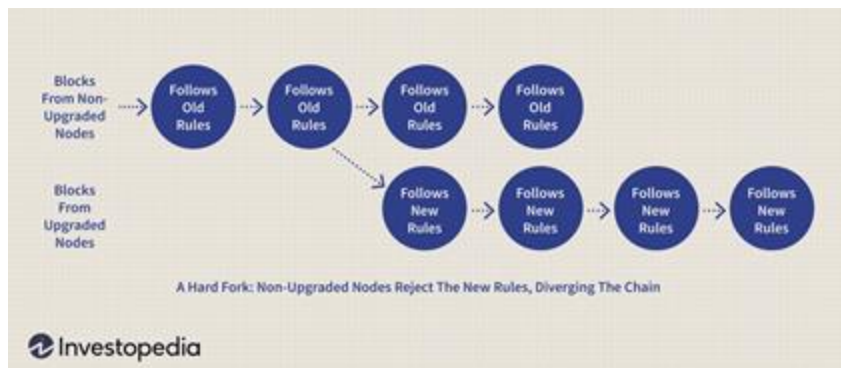 Blocks
From Non-
Upgraded
Nodes
Follows
Old
Rules
Follows
Old
Rules
Follows
Old
Rules
Follows
Old
Rules
Blocks
From
Upgraded
Nodes
Follows
New
Rules
Follows
New
Rules
Follows
New
Rules
Follows
New
Rules
A Hard Fork: Non-Upgraded Nodes Reject The New Rules, Diverging The Chain
Investopedia